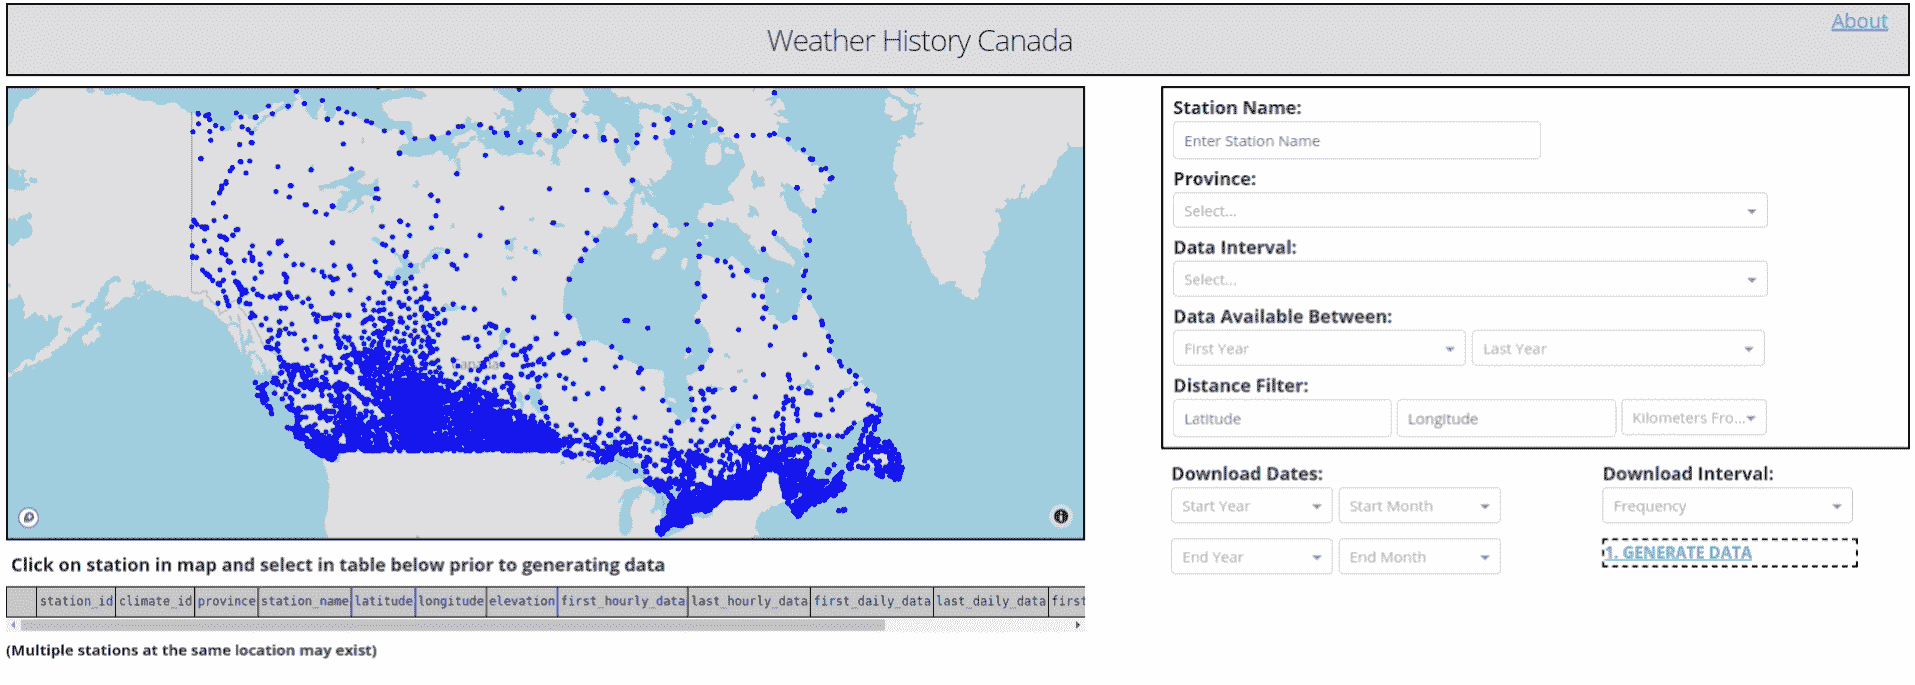 About
Weather History Canada
Canada
Click on station in map and select in table below prior to generating data
station_id climate_id province station_name latitude longitude elevation first_hourly_data last_hourly_data first_daily_data last_daily_data first
(Multiple stations at the same location may exist)
Station Name:
Enter Station Name
Province:
Select...
Data Interval:
Select...
Data Available Between:
First Year Last Year
Distance Filter:
Latitude Longitude Kilometers Fro...
Download Dates: Download Interval:
Start Year Start Month Frequency
End Year End Month 1. GENERATE DATA